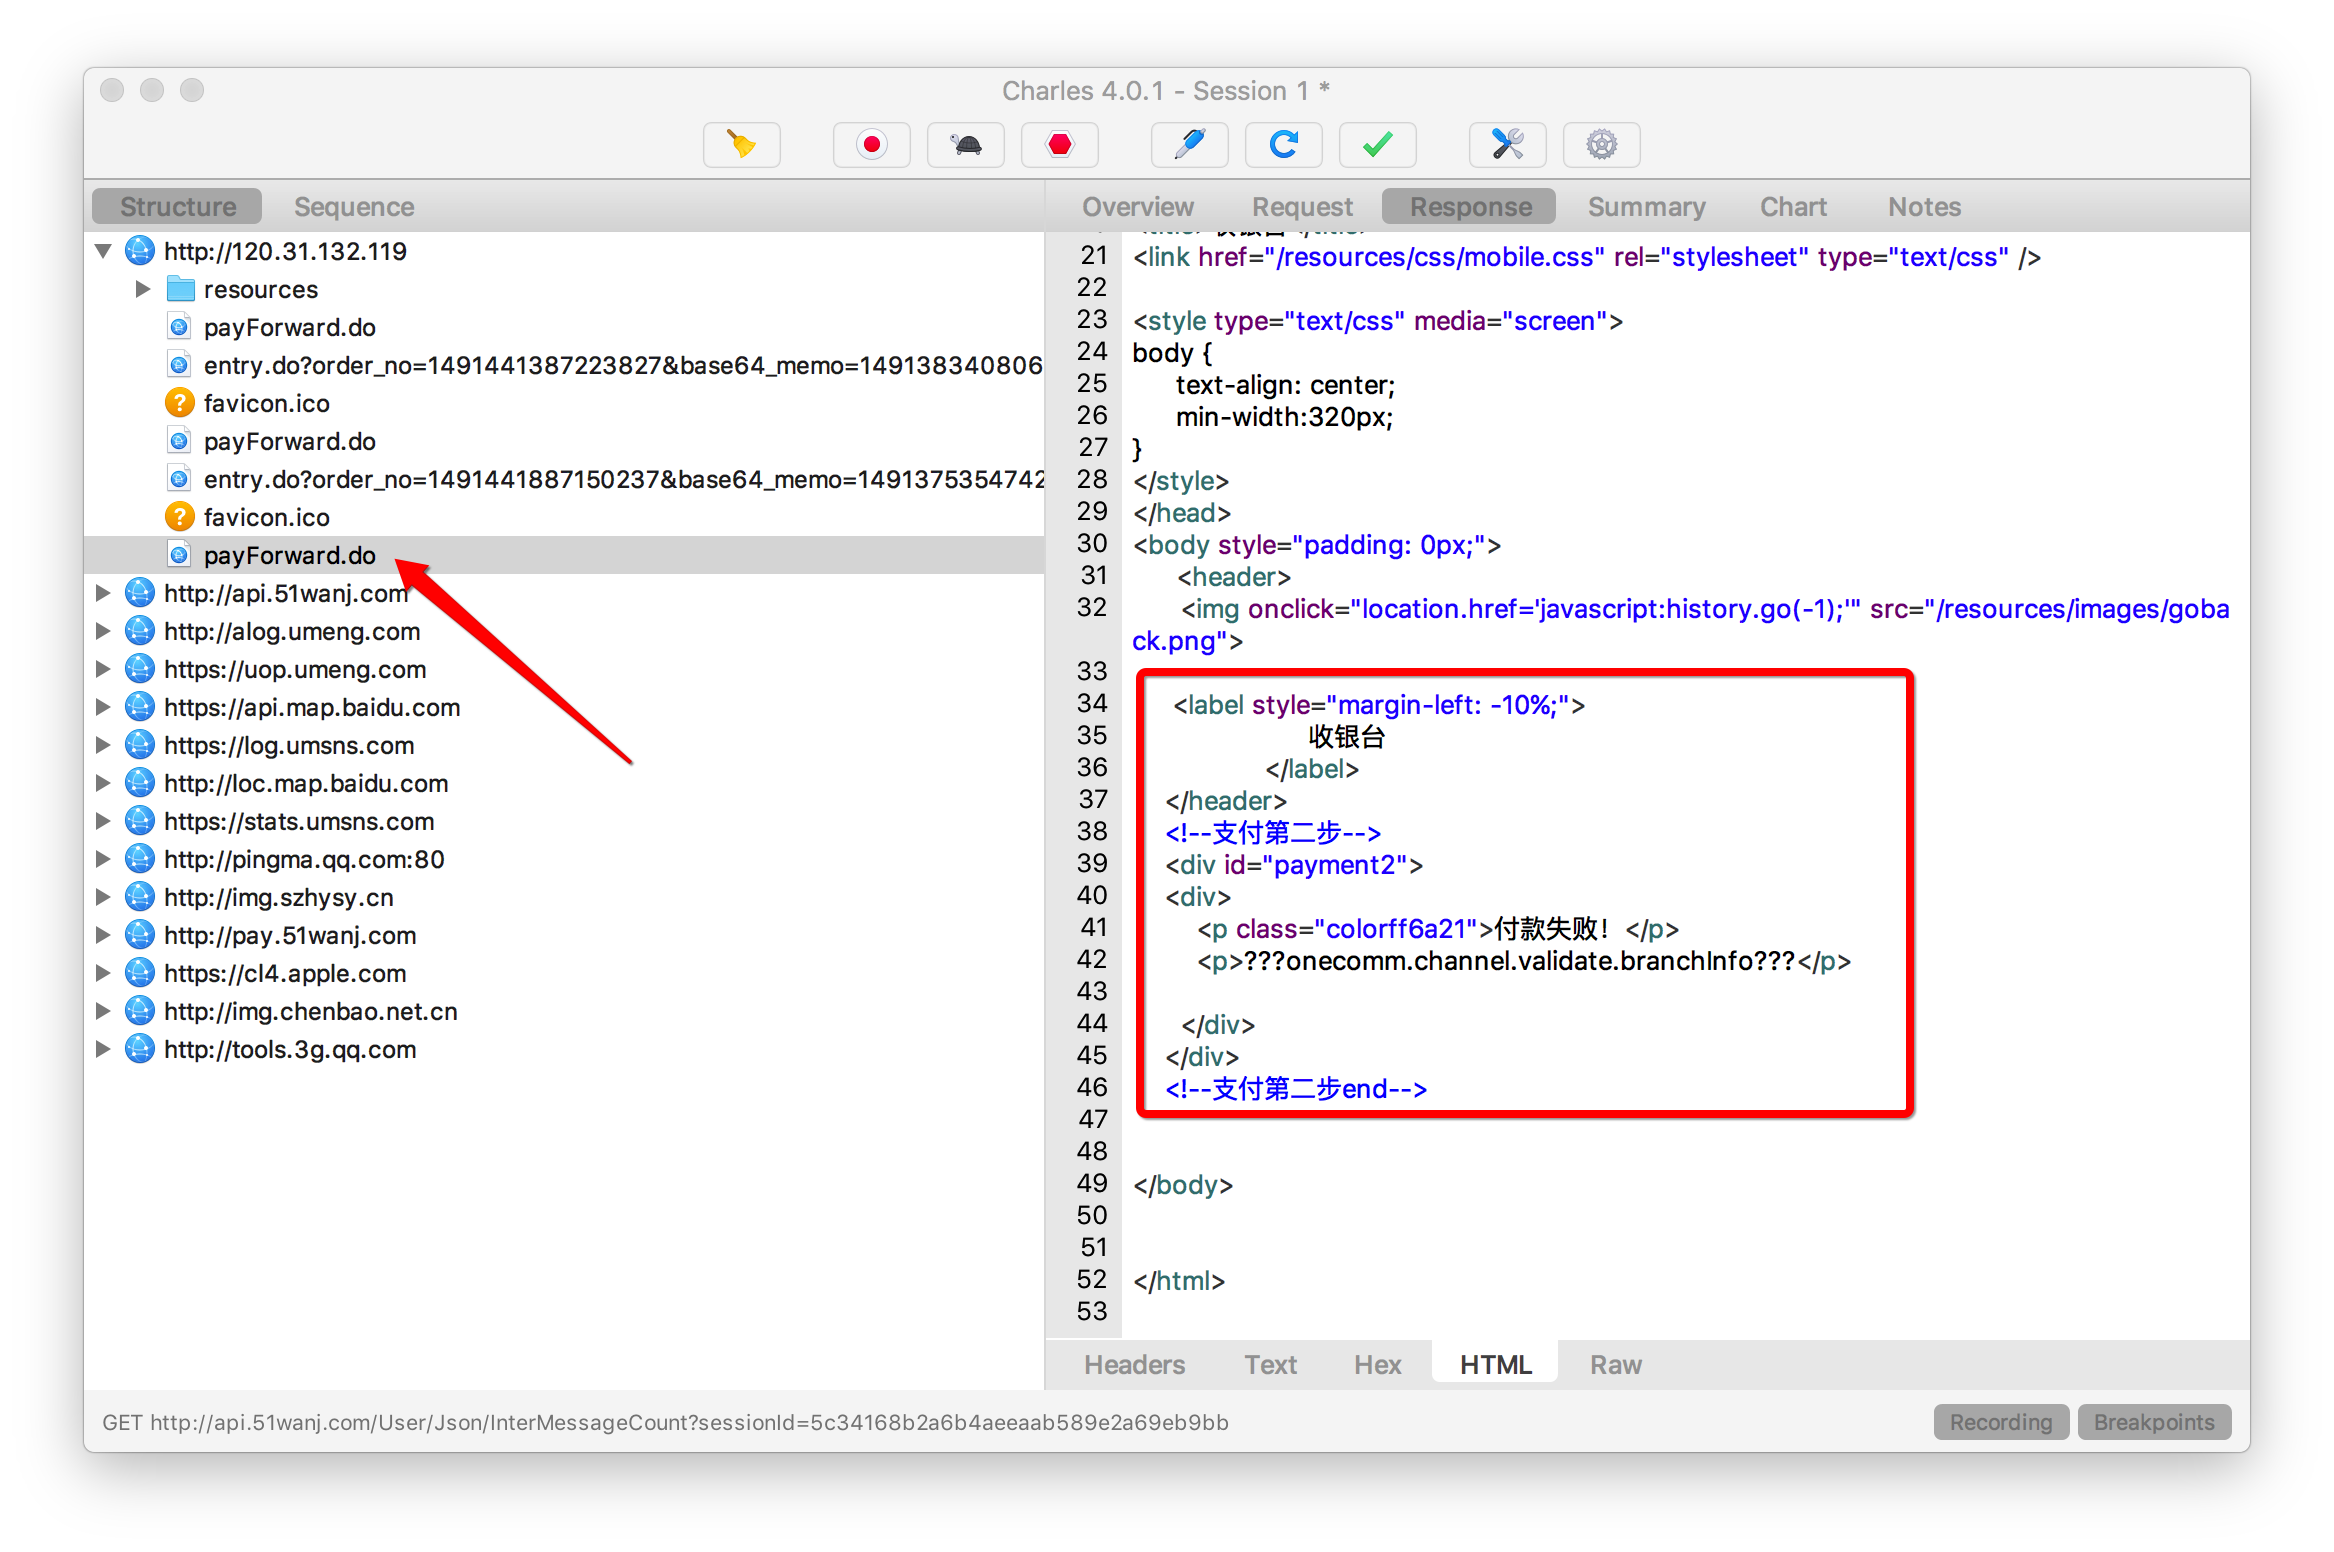 Charles 4.0.1 - Session 1 *
Structure Sequence
http://120.31.132.119
resources
payForward.do
entry.do?order_no=1491441387223827&base64_memo=149138340806
favicon.ico
payForward.do
entry.do?order_no=1491441887150237&base64_memo=1491375354742
favicon.ico
payForward.do
http://api.51wanj.com
http://alog.umeng.com
https://uop.umeng.com
https://api.map.baidu.com
https://log.umsns.com
http://loc.map.baidu.com
https://stats.umsns.com
http://pingma.qq.com:80
http://img.szhysy.cn
http://pay.51wanj.com
https://cl4.apple.com
http://img.chenbao.net.cn
http://tools.3g.qq.com
Overview Request Response Summary Chart Notes
21 <link href="/resources/css/mobile.css" rel="stylesheet" type="text/css" />
22
23 <style type="text/css" media="screen">
24 body {
25 text-align: center;
26 min-width:320px;
27 }
28 </style>
29 </head>
30 <body style="padding: 0px;">
31 <header>
32 <img onclick="location.href='javascript:history.go(-1);'" src="/resources/images/goba
ck.png">
33
34 <label style="margin-left: -10%;">
35 收银台
36 </label>
37 </header>
38 <!--支付第二步-->
39 <div id="payment2">
40 <div>
41 <p class="colorff6a21">付款失败！</p>
42 <p>???onecomm.channel.validate.branchInfo???</p>
43
44 </div>
45 </div>
46 <!--支付第二步end-->
47
48
49 </body>
50
51
52 </html>
53
Headers Text Hex HTML Raw
GET http://api.51wanj.com/User/Json/InterMessageCount?sessionId=5c34168b2a6b4aeeaab589e2a69eb9bb
Recording Breakpoints